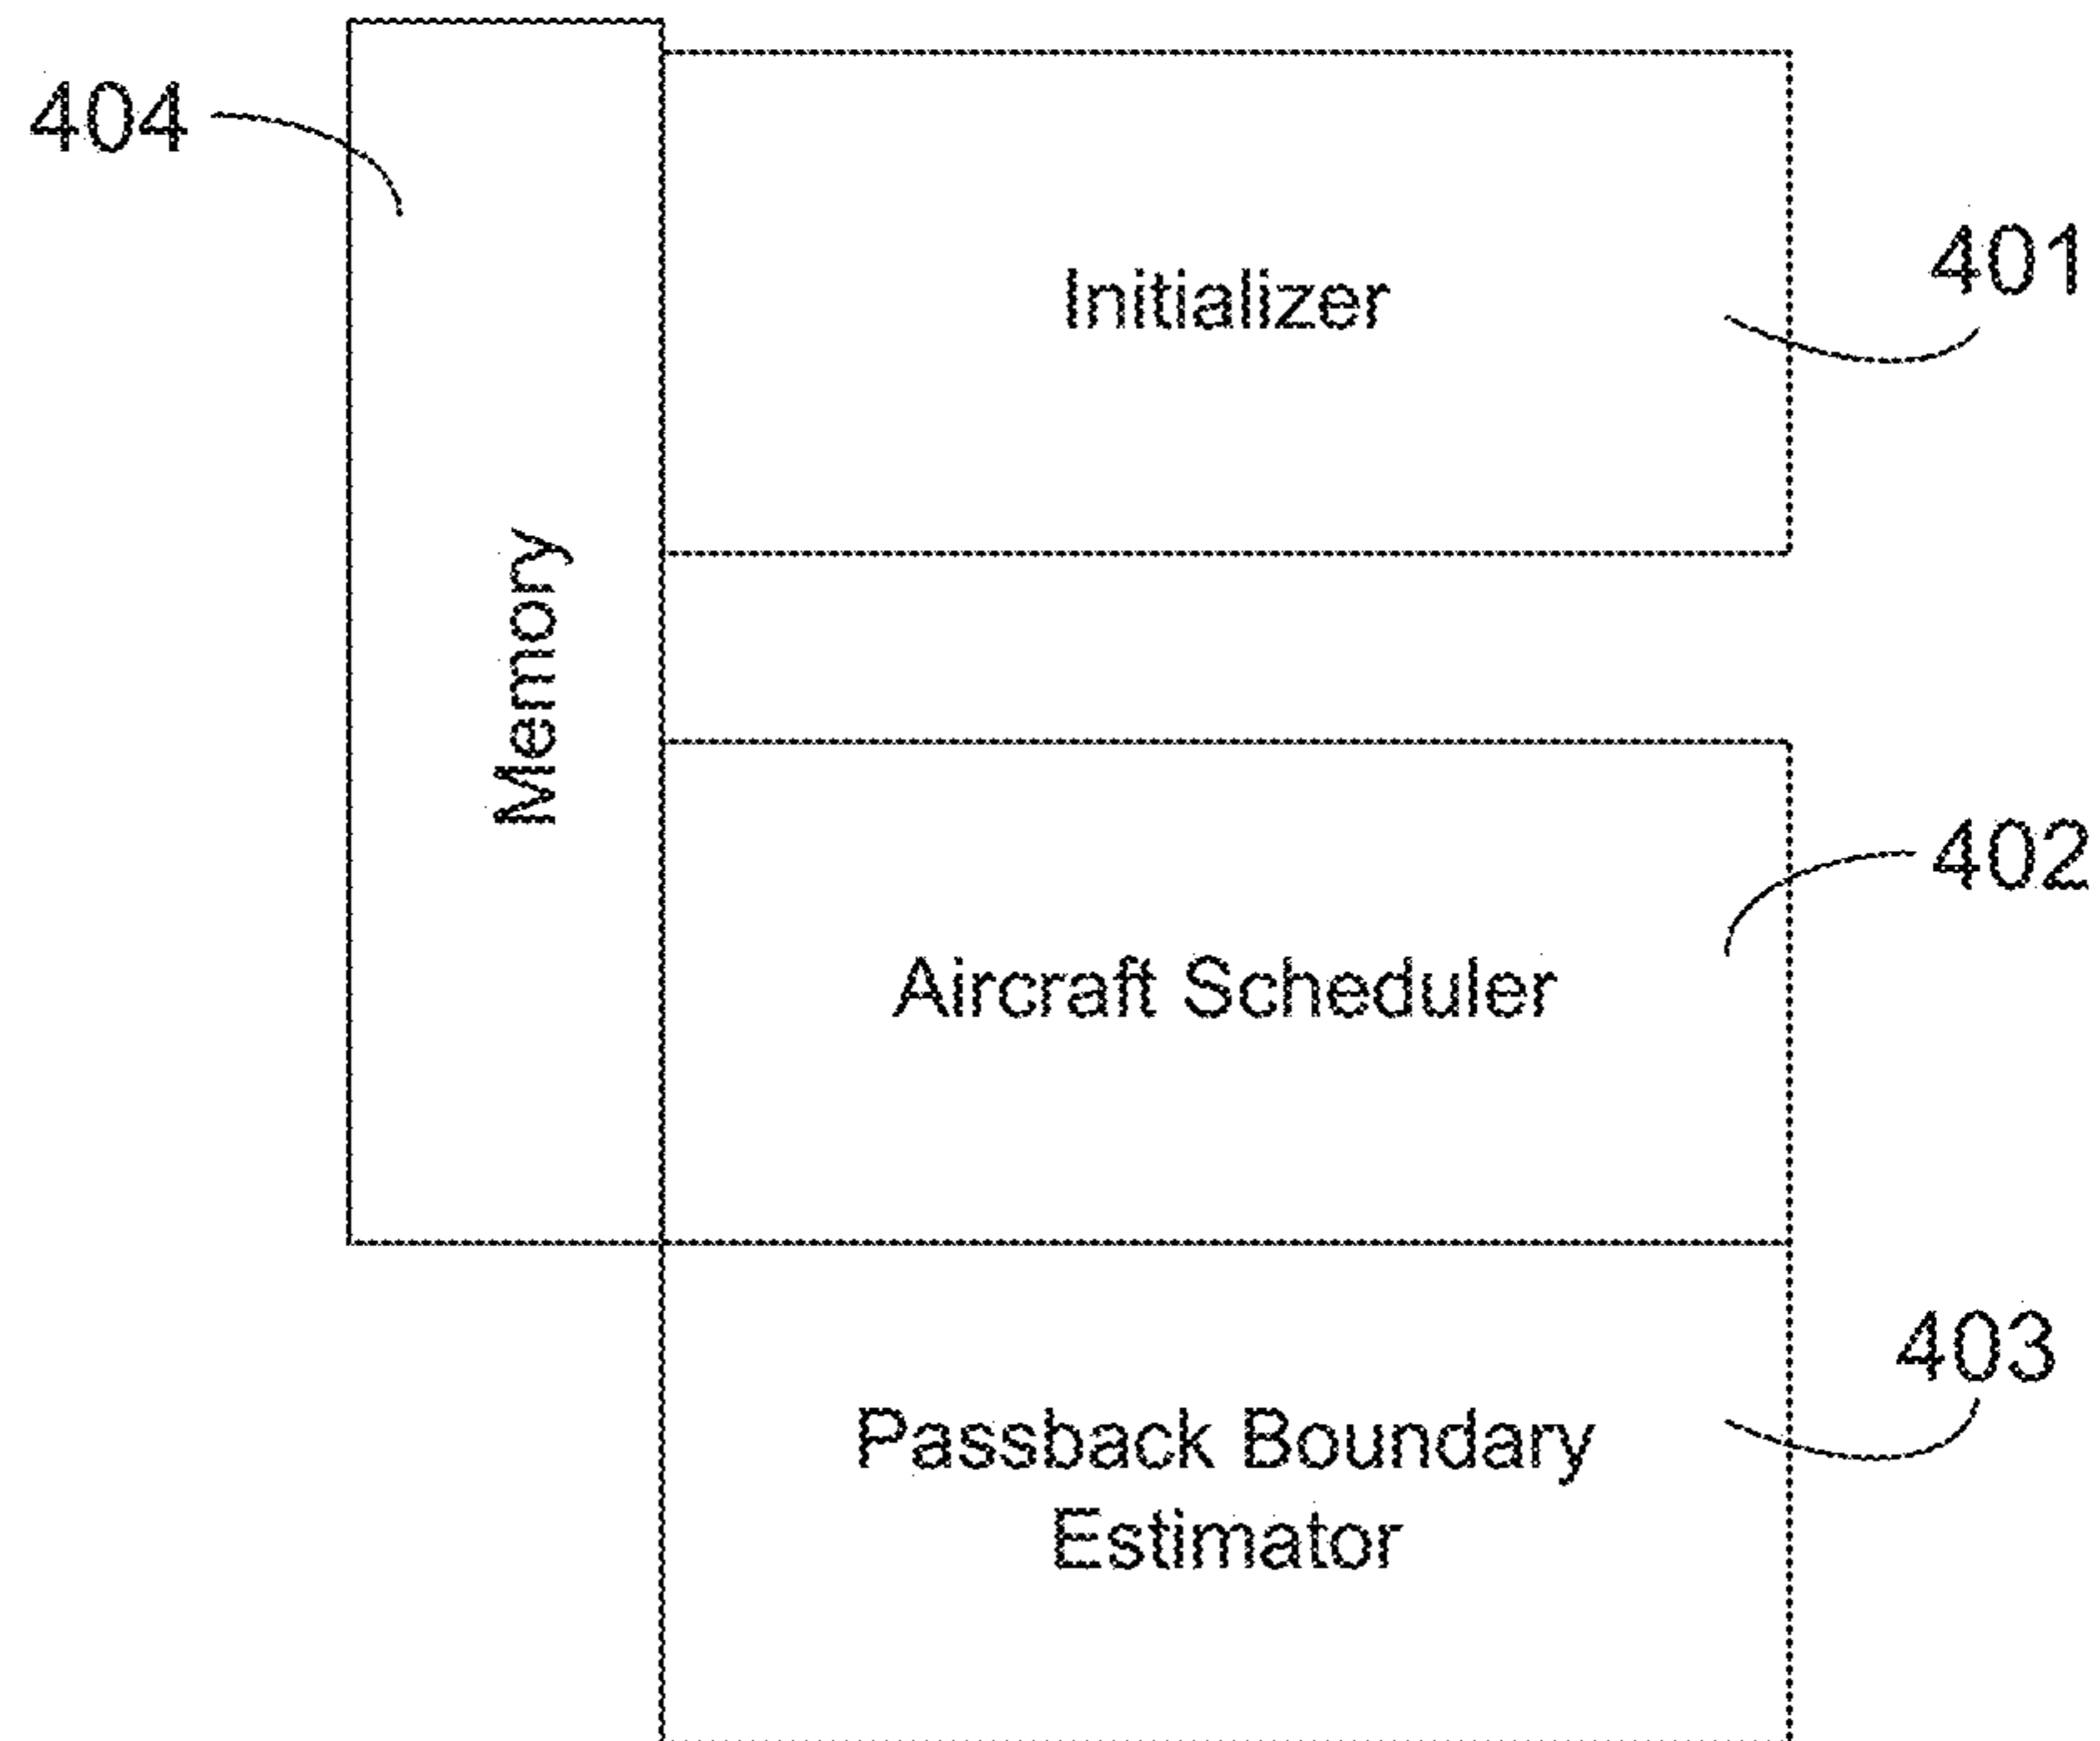 404
401
Initializer
Memory
402
Aircraft Scheduler
403
Passback Boundary
Estimator